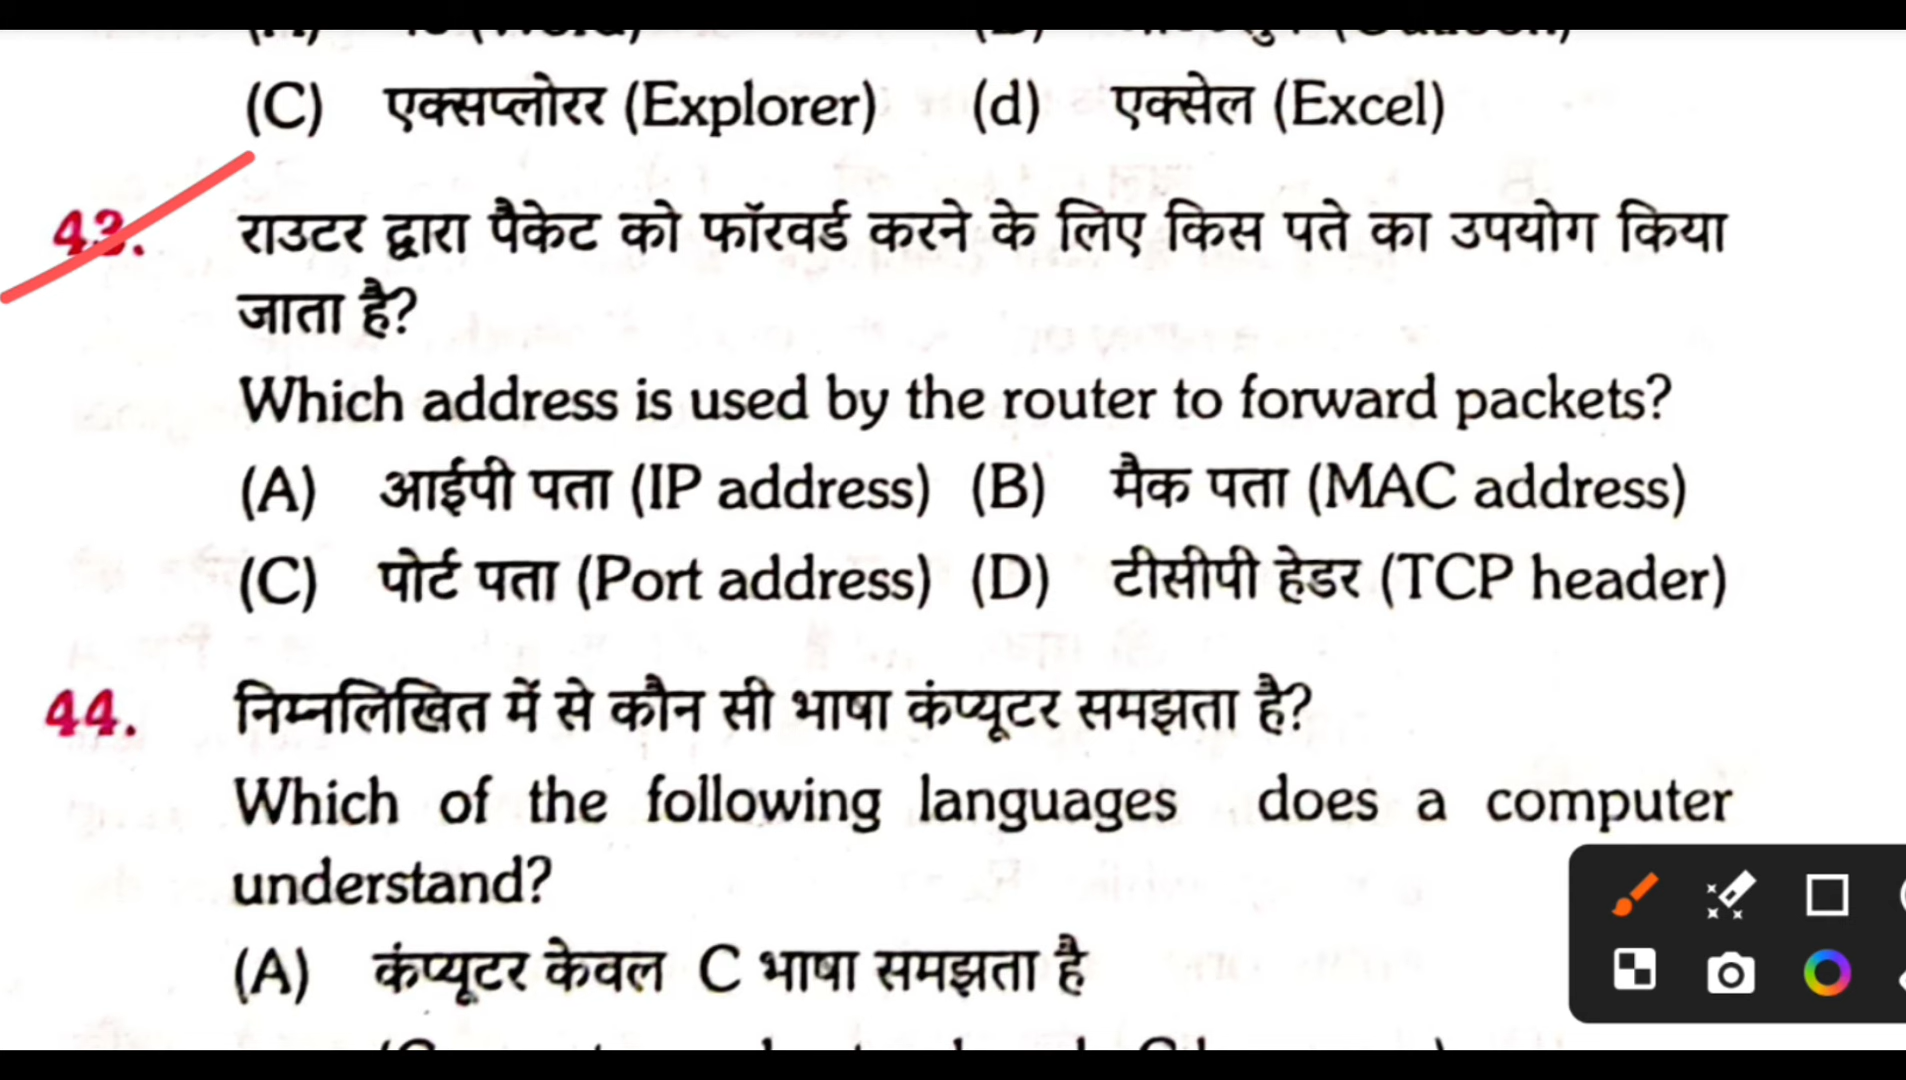 (C) एक्सप्लोरर (Explorer) (d) एक्सेल (Excel)
43. राउटर द्वारा पैकेट को फॉरवर्ड करने के लिए किस पते का उपयोग किया
जाता है?
Which address is used by the router to forward packets?
(A) आईपी पता (IP address) (B) मैक पता (MAC address)
(C) पोर्ट पता (Port address) (D) टीसीपी हेडर (TCP header)
44. निम्नलिखित में से कौन सी भाषा कंप्यूटर समझता है?
Which of the following languages does a computer
understand?
(A) कंप्यूटर केवल C भाषा समझता है